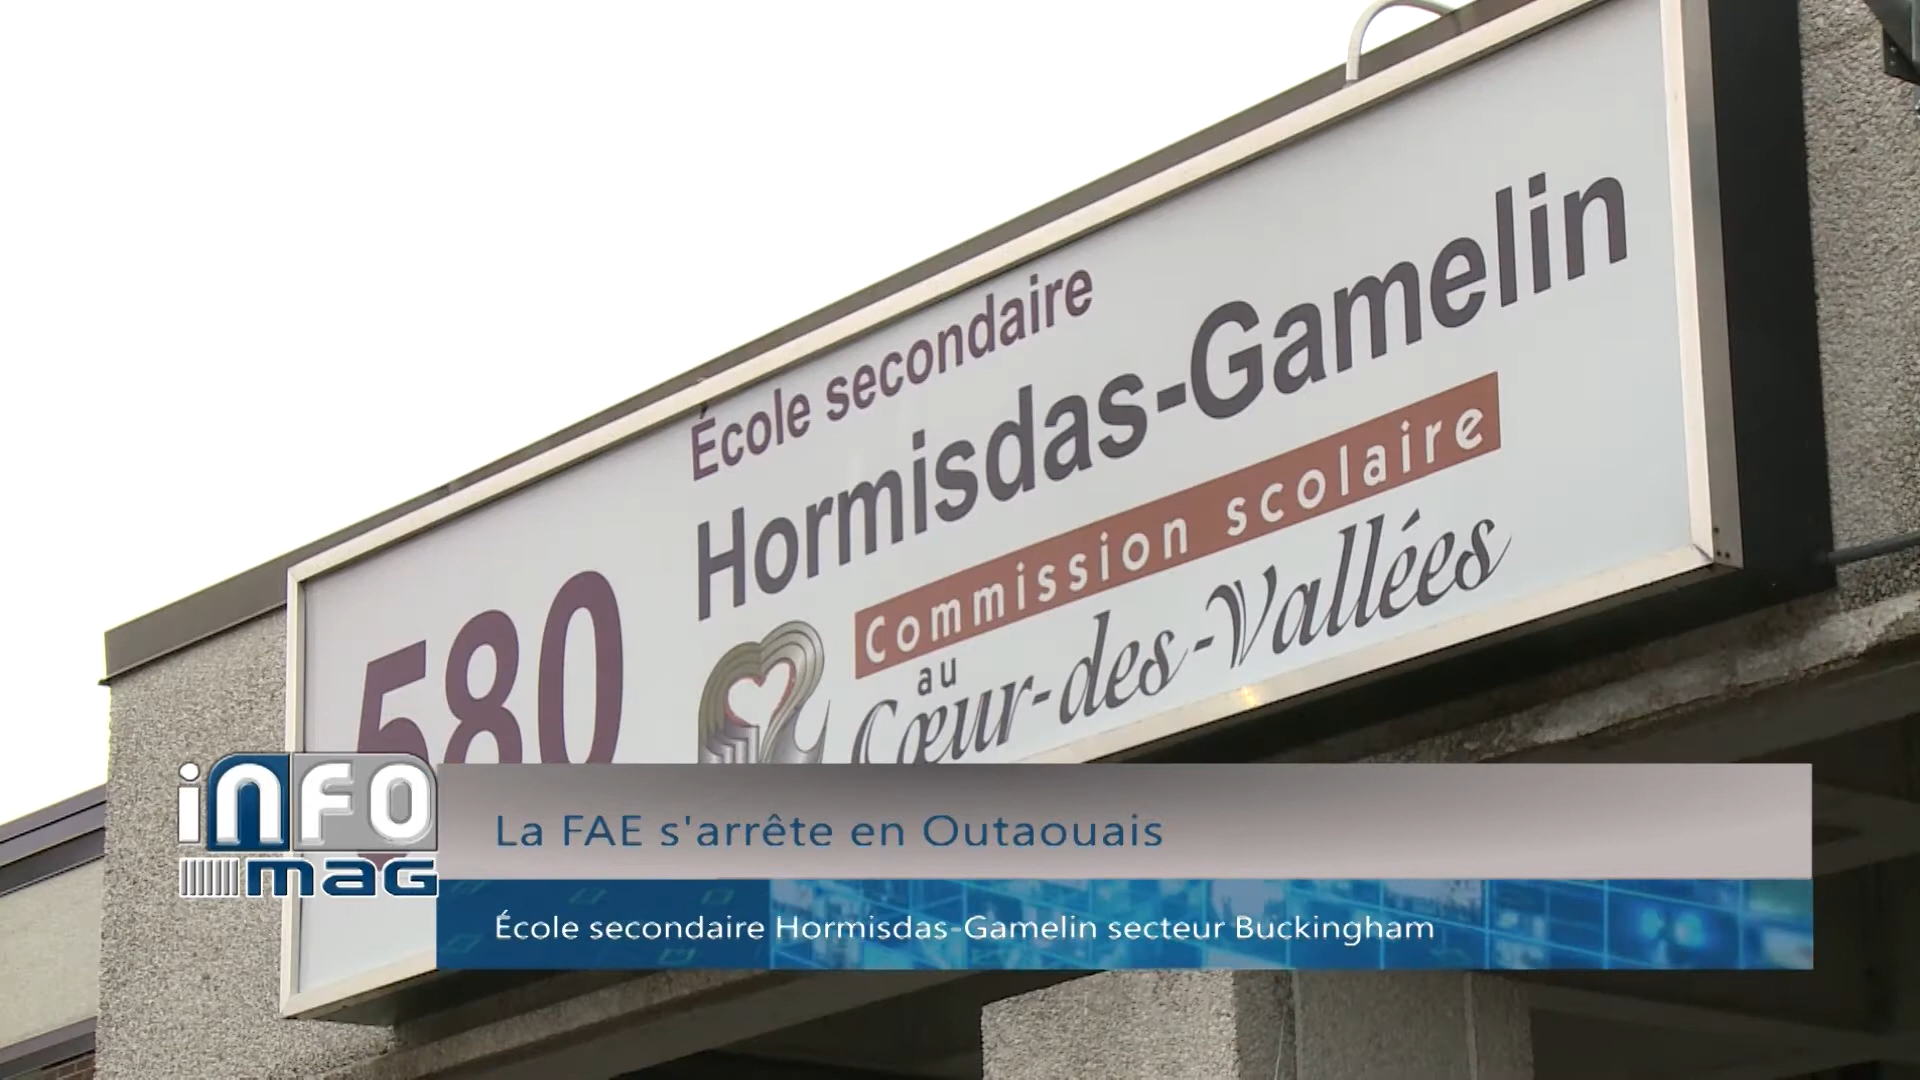 École secondaire
Hormisdas-Gamelin
580
Commission scolaire
au
Cœur-des-Vallées
iNFO
mag
La FAE s'arrête en Outaouais
École secondaire Hormisdas-Gamelin secteur Buckingham